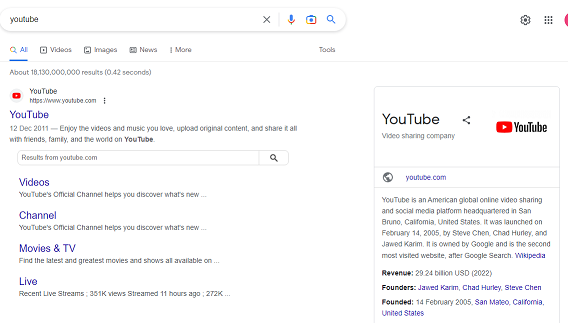 youtube
All
Videos
Images
News
More
Tools
About 18,130,000,000 results (0.42 seconds)
YouTube
https://www.youtube.com
YouTube
12 Dec 2011 — Enjoy the videos and music you love, upload original content, and share it all
with friends, family, and the world on YouTube.
Results from youtube.com
Videos
YouTube's Official Channel helps you discover what's new ...
Channel
YouTube's Official Channel helps you discover what's new ...
Movies & TV
Find the latest and greatest movies and shows all available on ...
Live
Recent Live Streams ; 351K views Streamed 11 hours ago ; 272K ...
YouTube
Video sharing company
YouTube
youtube.com
YouTube is an American global online video sharing
and social media platform headquartered in San
Bruno, California, United States. It was launched on
February 14, 2005, by Steve Chen, Chad Hurley, and
Jawed Karim. It is owned by Google and is the second
most visited website, after Google Search. Wikipedia
Revenue: 29.24 billion USD (2022)
Founders: Jawed Karim, Chad Hurley, Steve Chen
Founded: 14 February 2005, San Mateo, California,
United States